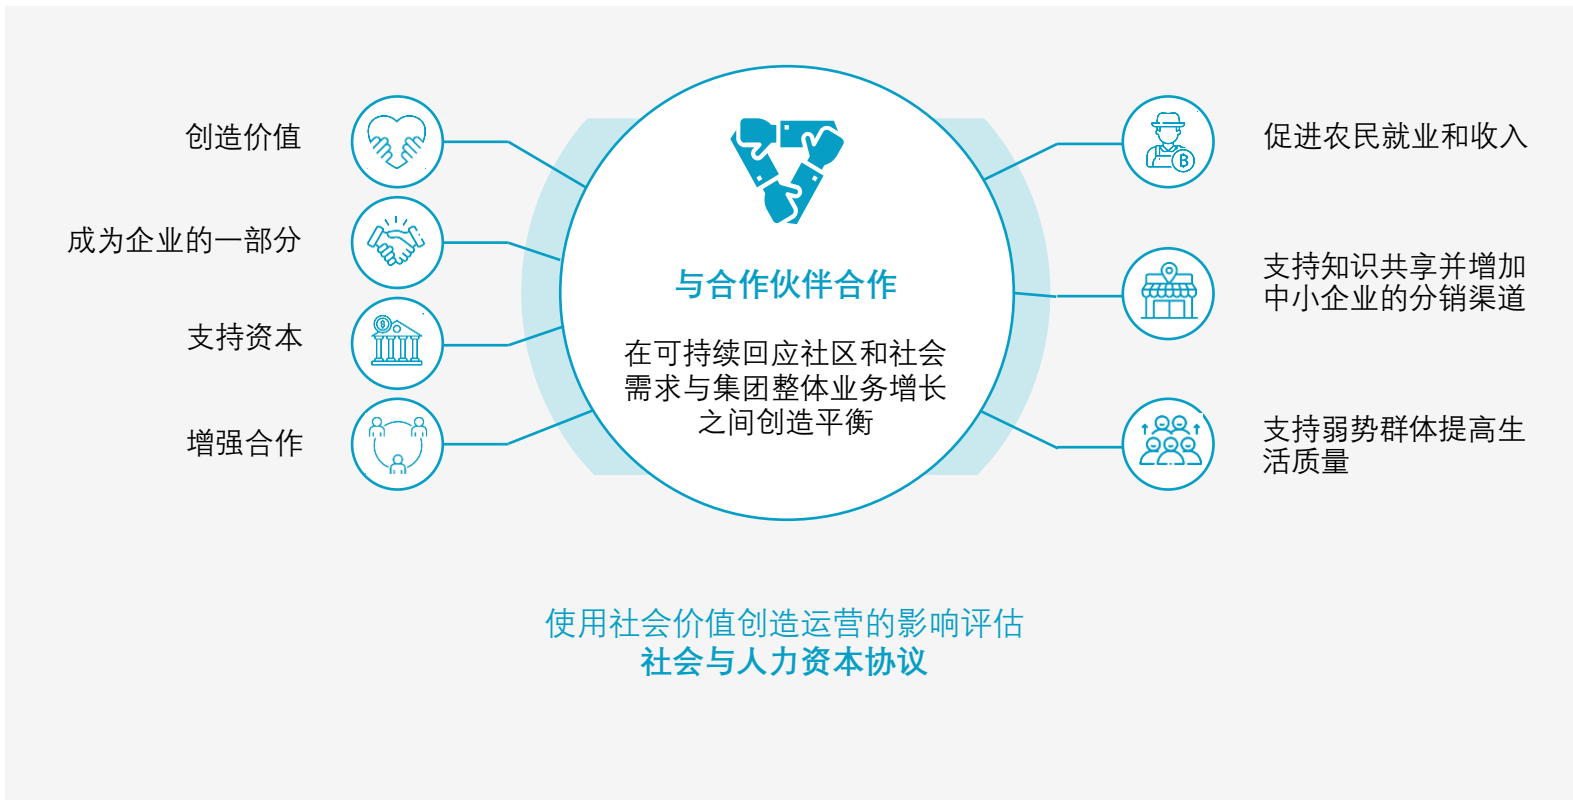 创造价值
成为企业的一部分
支持资本
增强合作
与合作伙伴合作
在可持续回应社区和社会
需求与集团整体业务增长
之间创造平衡
促进农民就业和收入
支持知识共享并增加
中小企业的分销渠道
支持弱势群体提高生
活质量
使用社会价值创造运营的影响评估
社会与人力资本协议